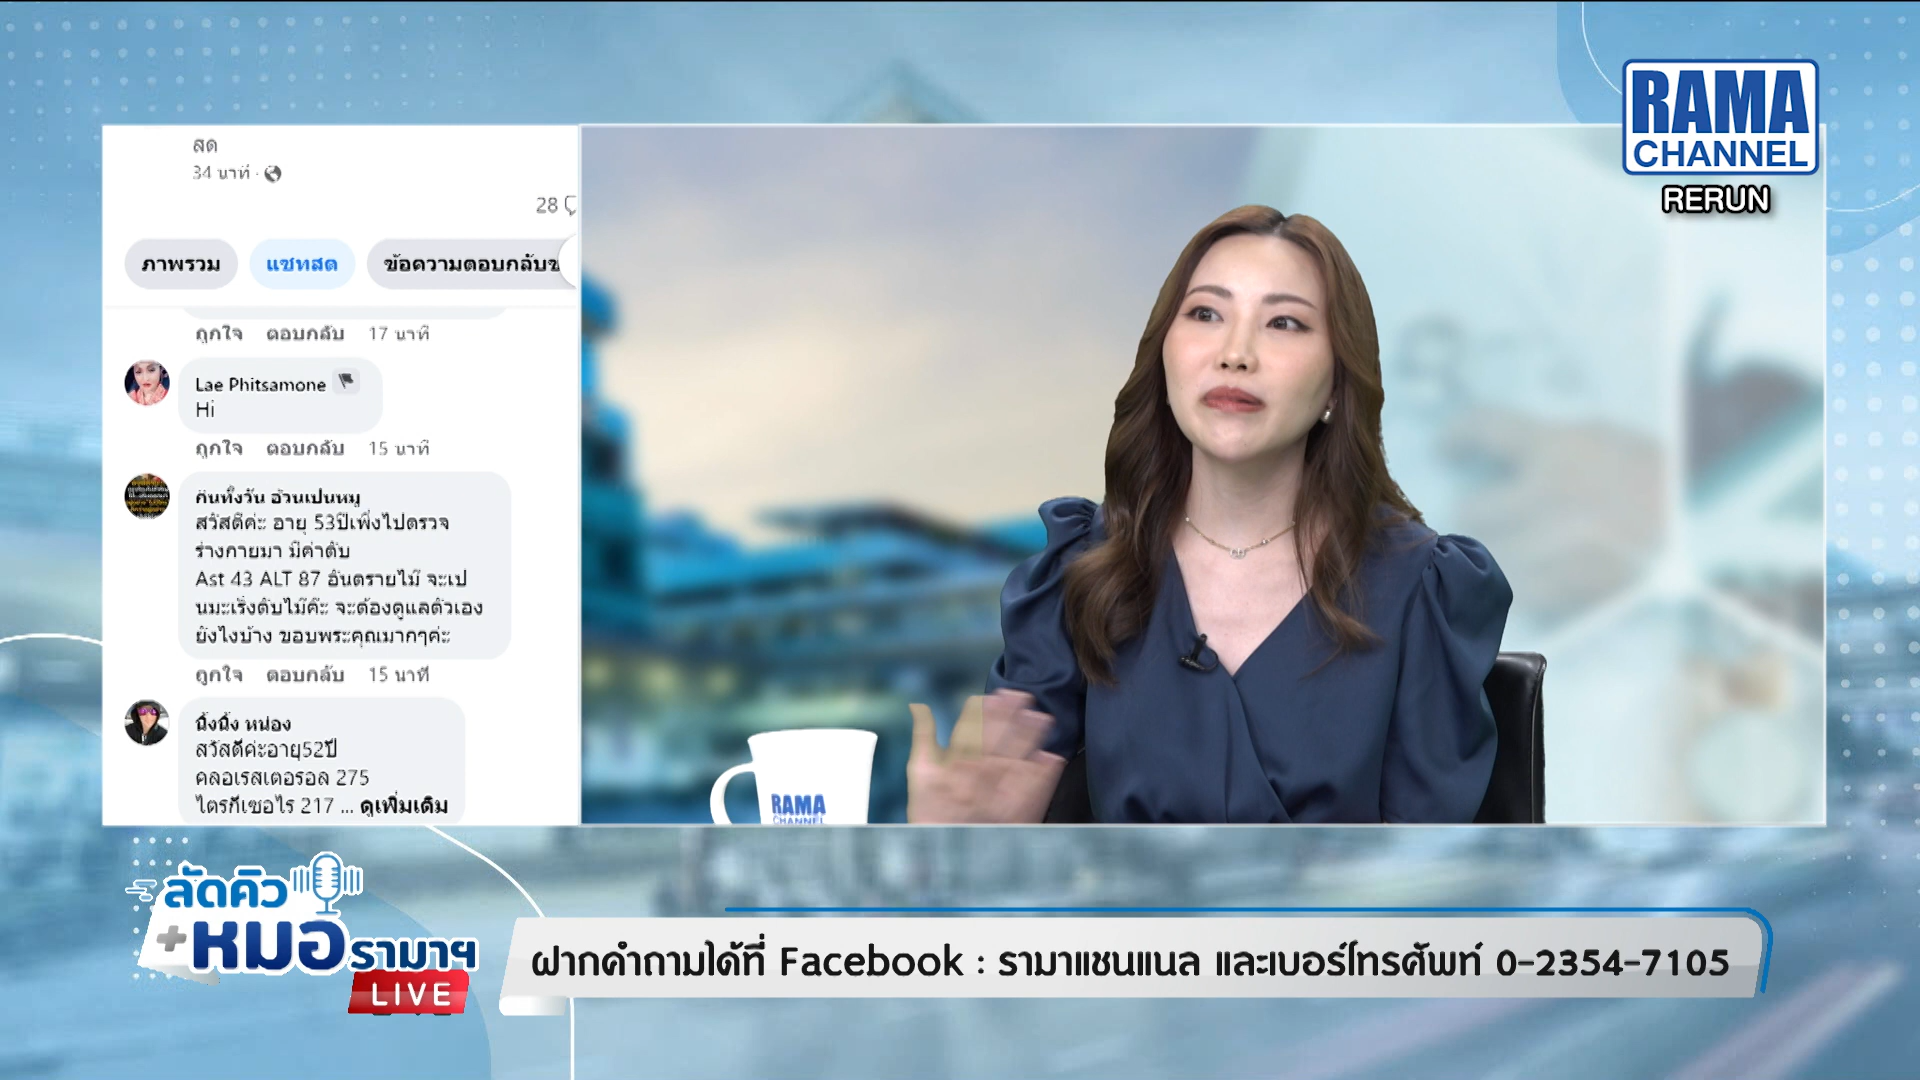 สด
34 นาที ·
28
ภาพรวม แชทสด ข้อความตอบกลับข
ถูกใจ ตอบกลับ 17 นาที
Lae Phitsamone
Hi
ถูกใจ ตอบกลับ 15 นาที
กินทั้งวัน อ้วนเป็นหมู
สวัสดีค่ะ อายุ 53ปีเพิ่งไปตรวจ
ร่างกายมา มีค่าตับ
Ast 43 ALT 87 อันตรายไม๊ จะเป
นมะเร็งตับไม๊ค๊ะ จะต้องดูแลตัวเอง
ยังไงบ้าง ขอบพระคุณมากๆค่ะ
ถูกใจ ตอบกลับ 15 นาที
หน่อง
สวัสดีค่ะอายุ52ปี
คลอเรสเตอรอล 275
ไตรกีเซอไร 217 ... ดูเพิ่มเติม
RAMA
CHANNEL
RERUN
RAMA
CHANNEL
ลัดคิว
หมอรามาฯ
LIVE
ฝากคำถามได้ที่ Facebook : รามาแชนแนล และเบอร์โทรศัพท์ 0-2354-7105